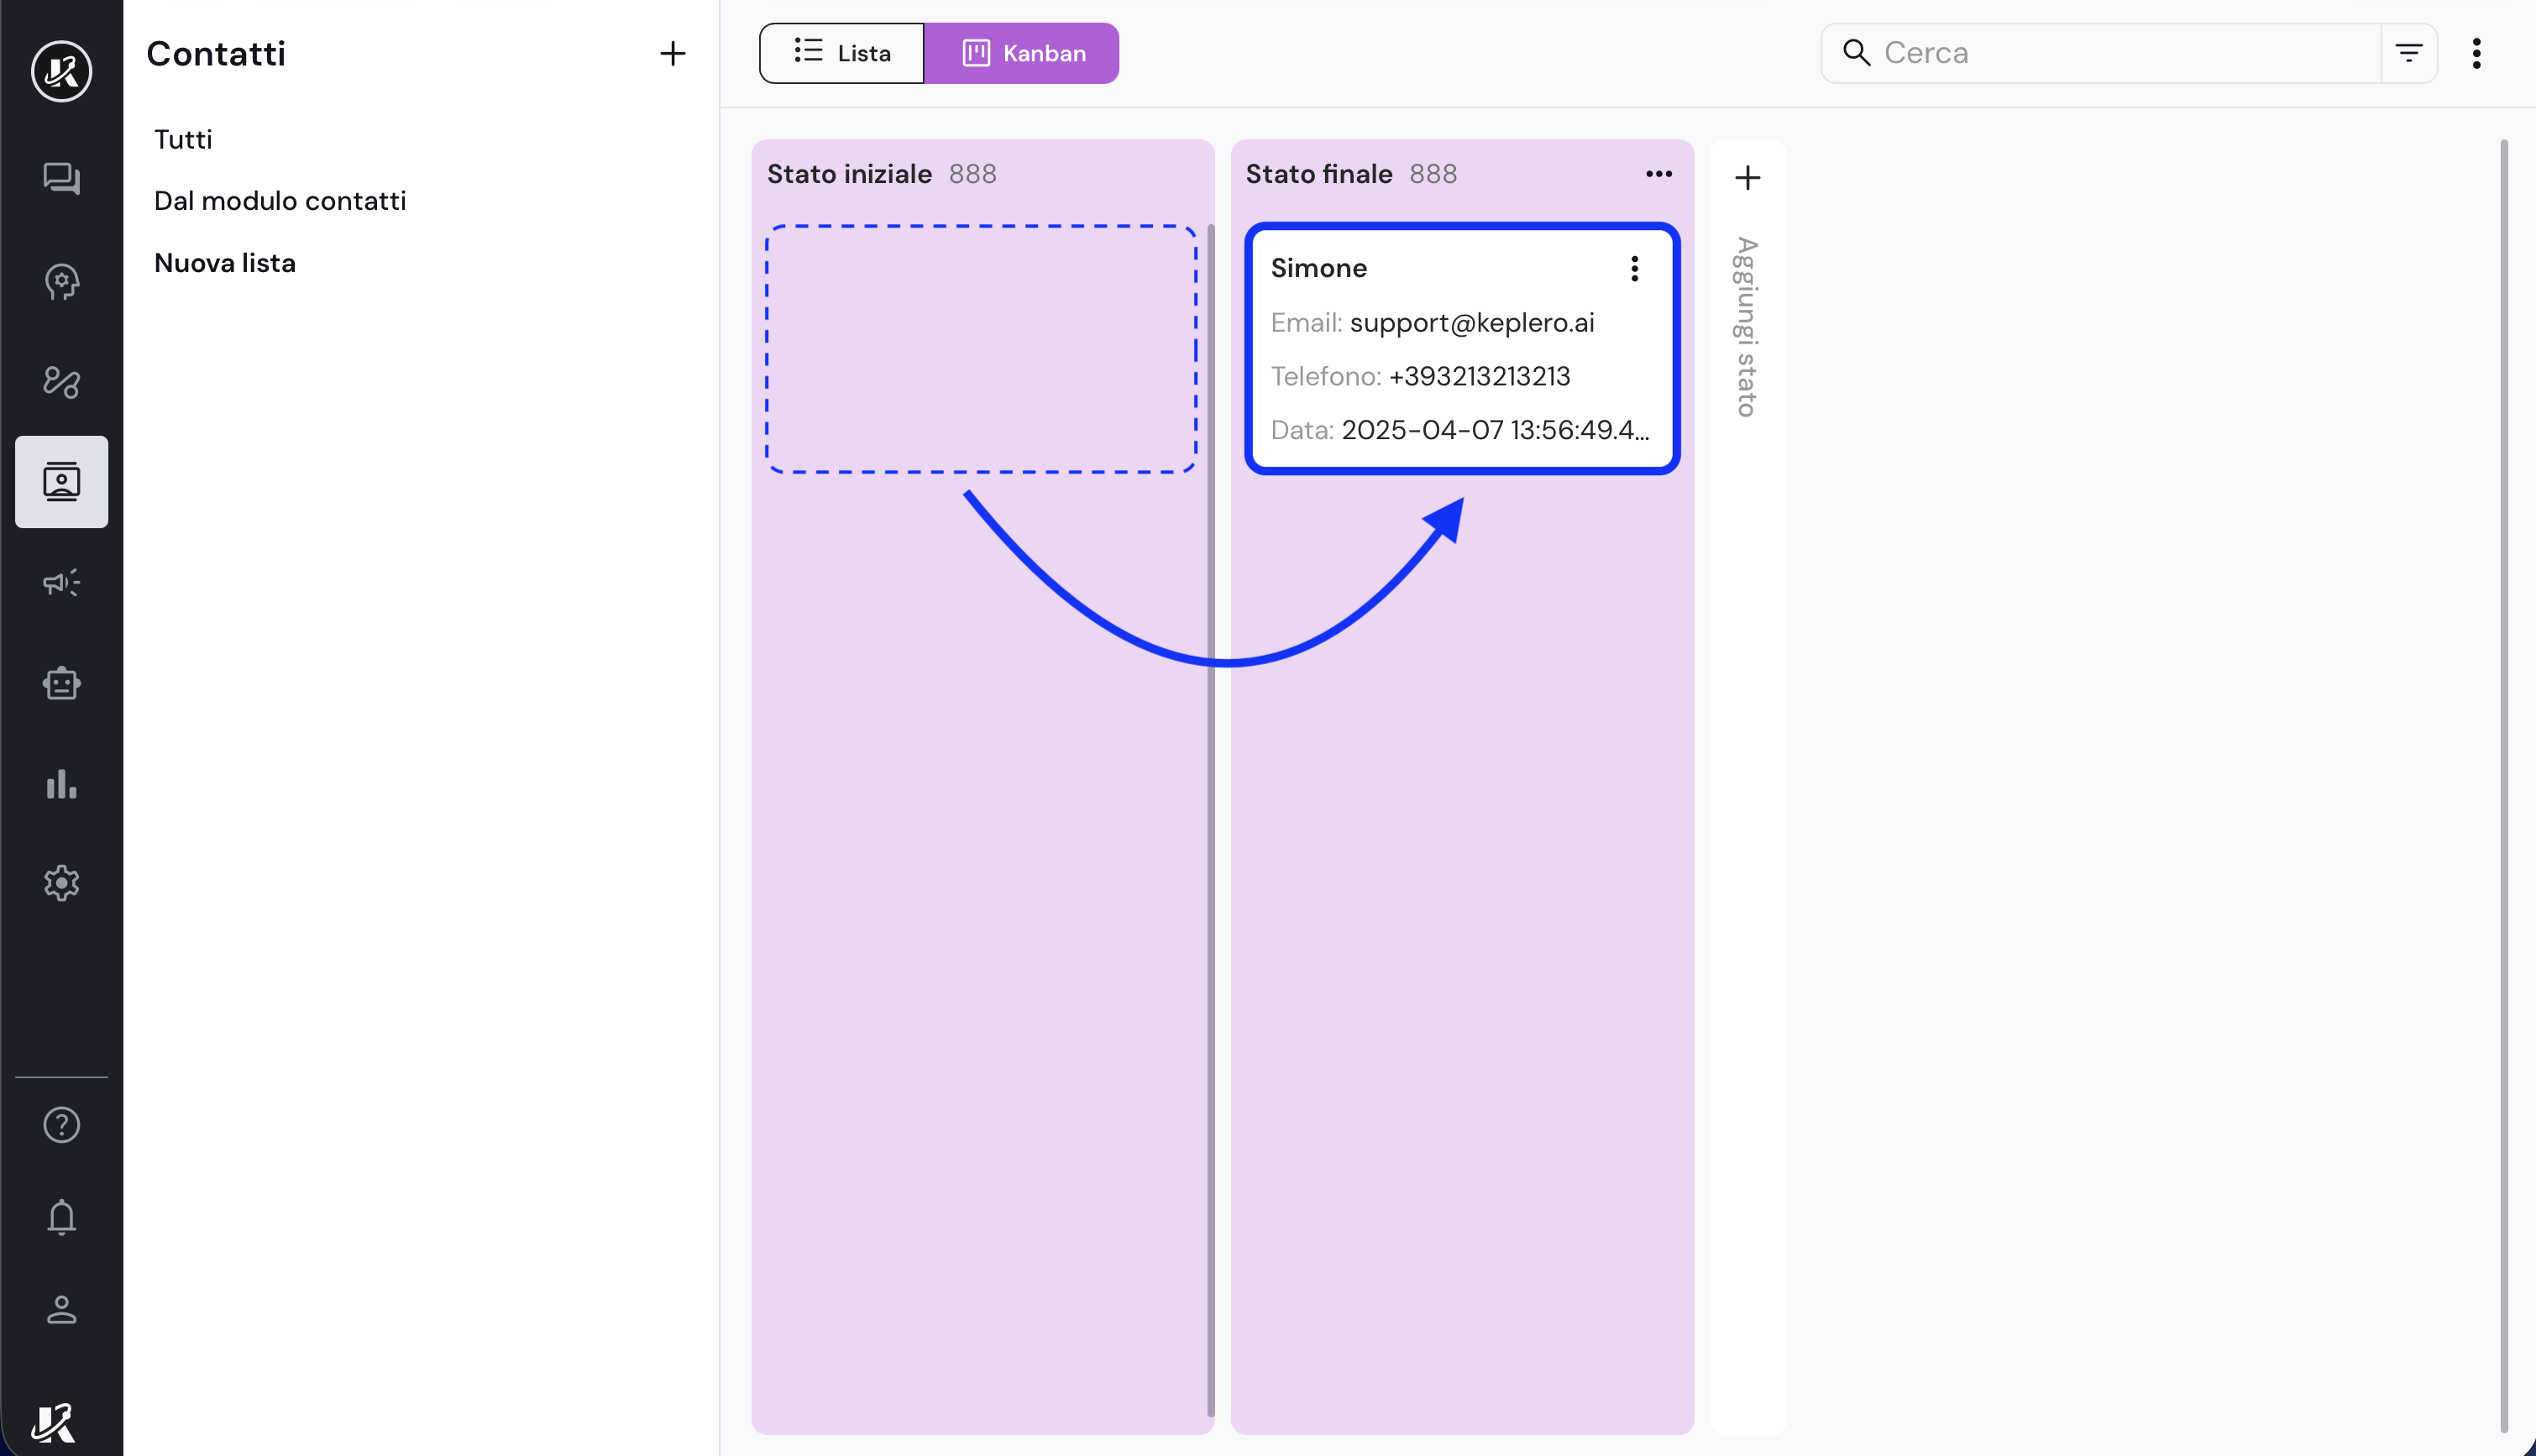 Contatti
Tutti
Dal modulo contatti
Nuova lista
Lista
Kanban
Cerca
Stato iniziale 888
Stato finale 888
Simone
Email: support@keplero.ai
Telefono: +393213213213
Data: 2025-04-07 13:56:49.4...
Aggiungi stato